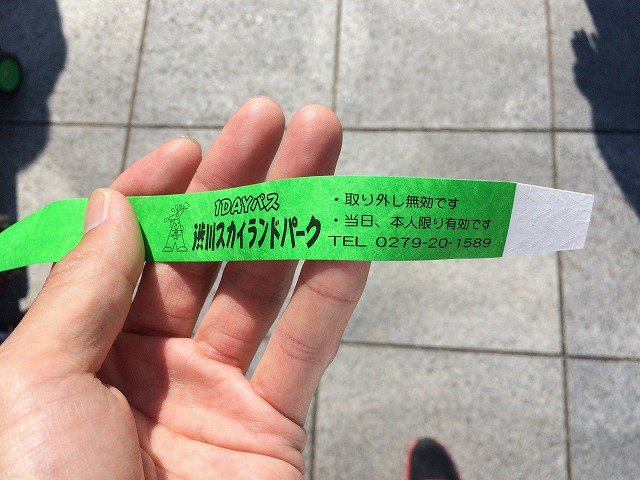 1DAYパス
渋川スカイランドパーク
・取り外し無効です
・当日、本人限り有効です
TEL 0279-20-1589